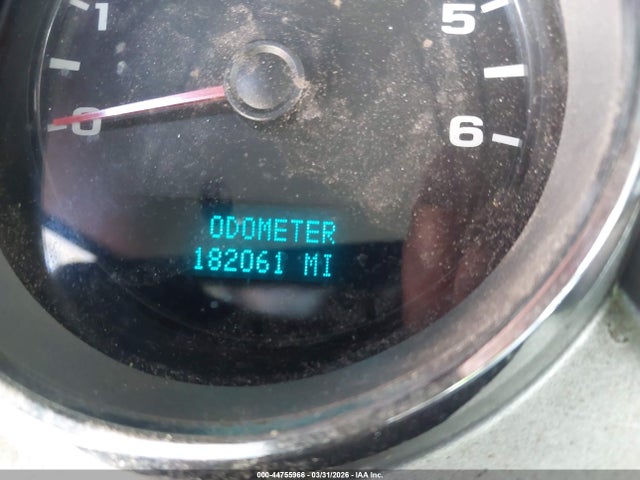 1 5
0 6
ODOMETER
182061 MI
000-44755966 - 03/31/2026 - IAA Inc.